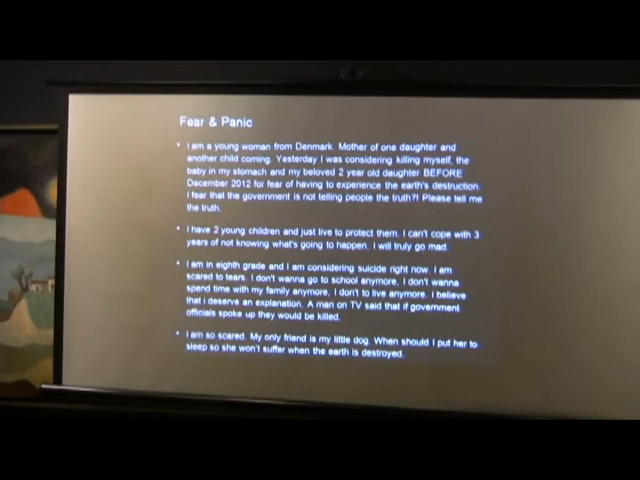 Fear & Panic
• I am a young woman from Denmark. Mother of one daughter and
another child coming. Yesterday I was considering killing myself, the
baby in my stomach and my beloved 2 year old daughter BEFORE
December 2012 for fear of having to experience the earth's destruction.
I fear that the government is not telling people the truth?! Please tell me
the truth.
• I have 2 young children and just live to protect them. I can't cope with 3
years of not knowing what's going to happen. I will truly go mad.
• I am in eighth grade and I am considering suicide right now. I am
scared to tears. I don't wanna go to school anymore, I don't wanna
spend time with my family anymore, I don't to live anymore. I believe
that i deserve an explanation. A man on TV said that if government
officials spoke up they would be killed.
• I am so scared. My only friend is my little dog. When should I put her to
sleep so she won't suffer when the earth is destroyed.